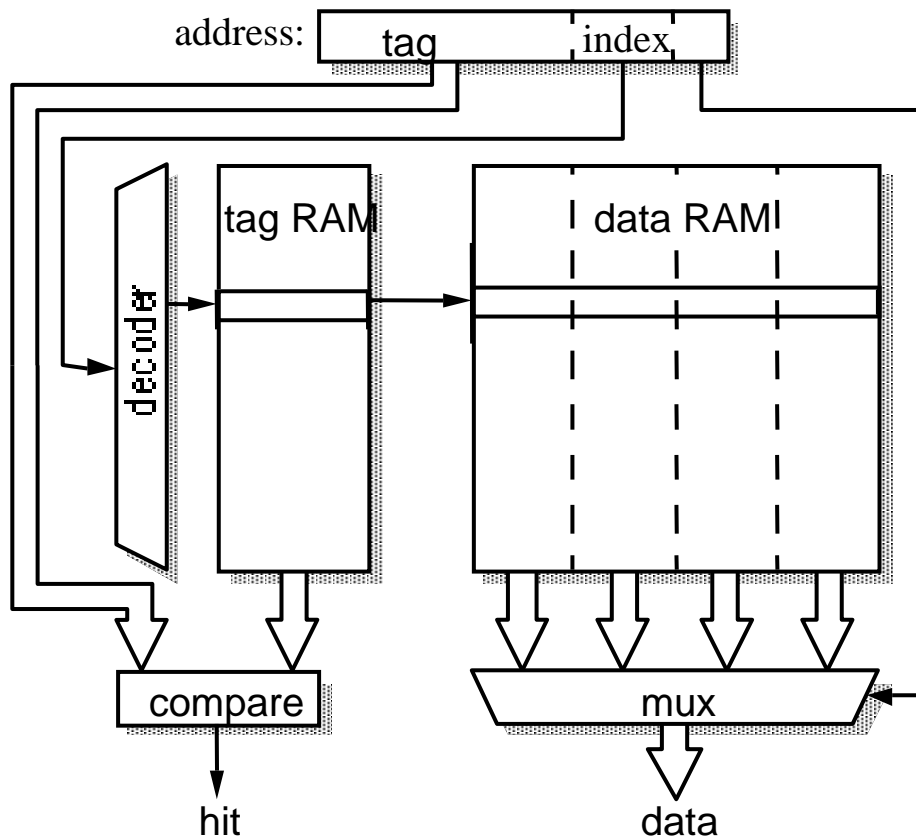 address:
tag
index
tag RAM
data RAM
decoder
compare
mux
hit
data